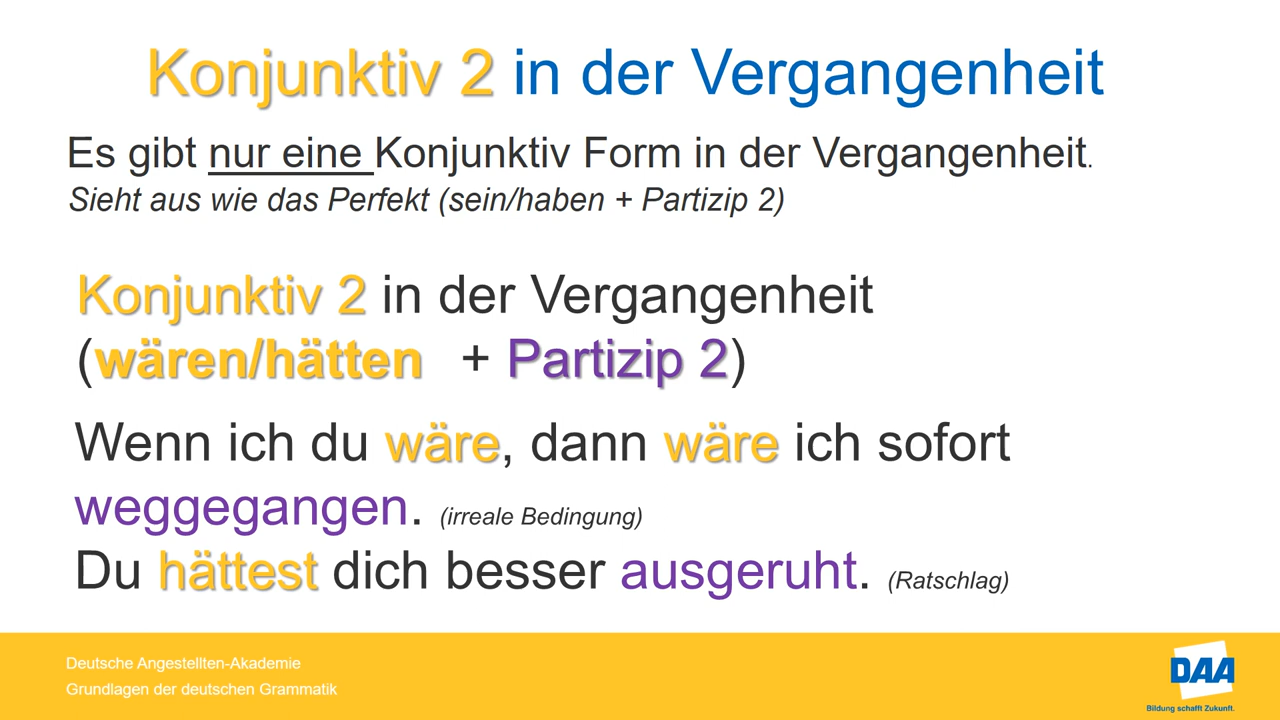 Konjunktiv 2 in der Vergangenheit
Es gibt nur eine Konjunktiv Form in der Vergangenheit.
Sieht aus wie das Perfekt (sein/haben + Partizip 2)
Konjunktiv 2 in der Vergangenheit
(wären/hätten + Partizip 2)
Wenn ich du wäre, dann wäre ich sofort
weggegangen. (irreale Bedingung)
Du hättest dich besser ausgeruht. (Ratschlag)
Deutsche Angestellten-Akademie
Grundlagen der deutschen Grammatik
DAA
Bildung schafft Zukunft.